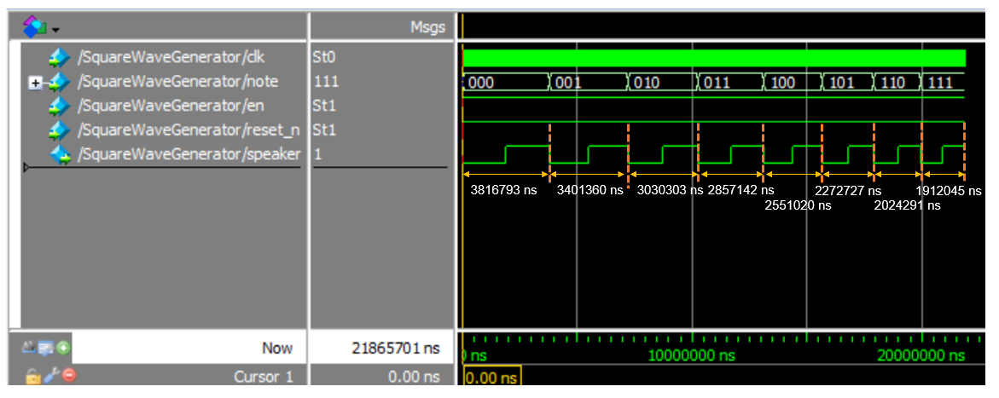 Msgs
/SquareWaveGenerator/clk St0
/SquareWaveGenerator/note 111 000 001 010 011 100 101 110 111
/SquareWaveGenerator/en St1
/SquareWaveGenerator/reset_n St1
/SquareWaveGenerator/speaker 1
3816793 ns 3401360 ns 3030303 ns 2857142 ns 2272727 ns 1912045 ns
2551020 ns 2024291 ns
Now 21865701 ns ns 10000000 ns 20000000 ns
Cursor 1 0.00 ns 0.00 ns